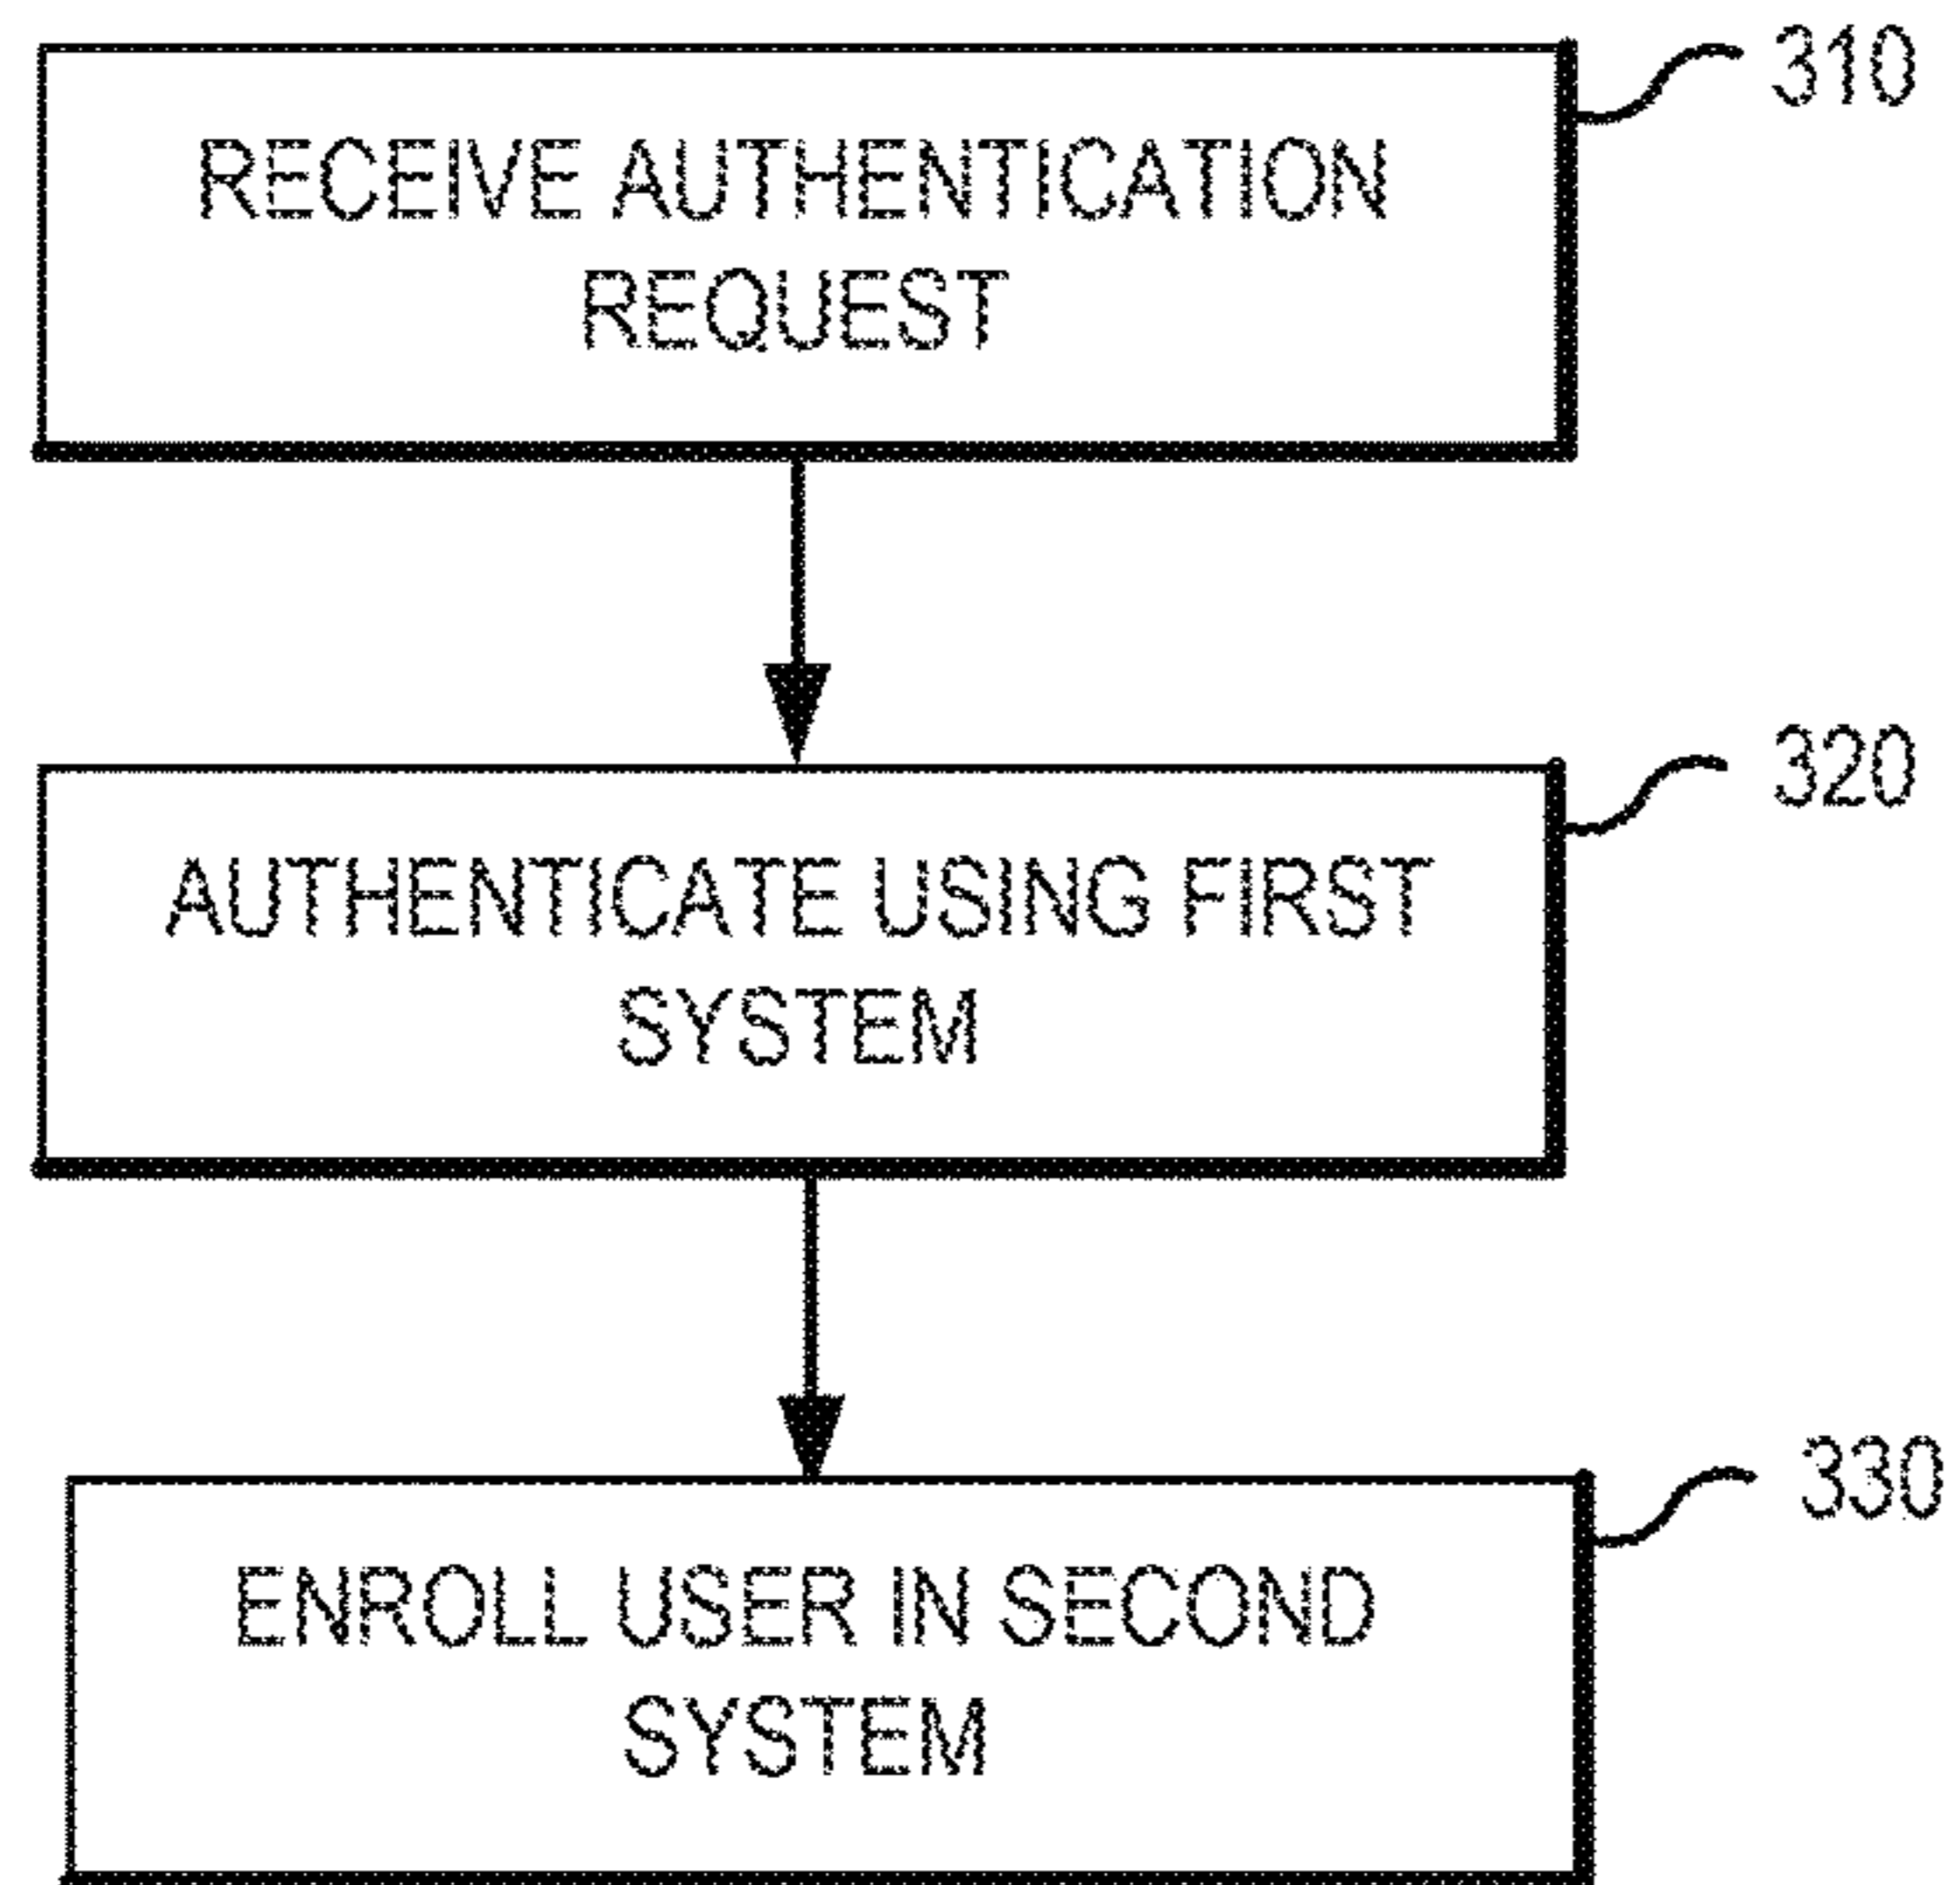 310
RECEIVE AUTHENTICATION
REQUEST
320
AUTHENTICATE USING FIRST
SYSTEM
330
ENROLL USER IN SECOND
SYSTEM